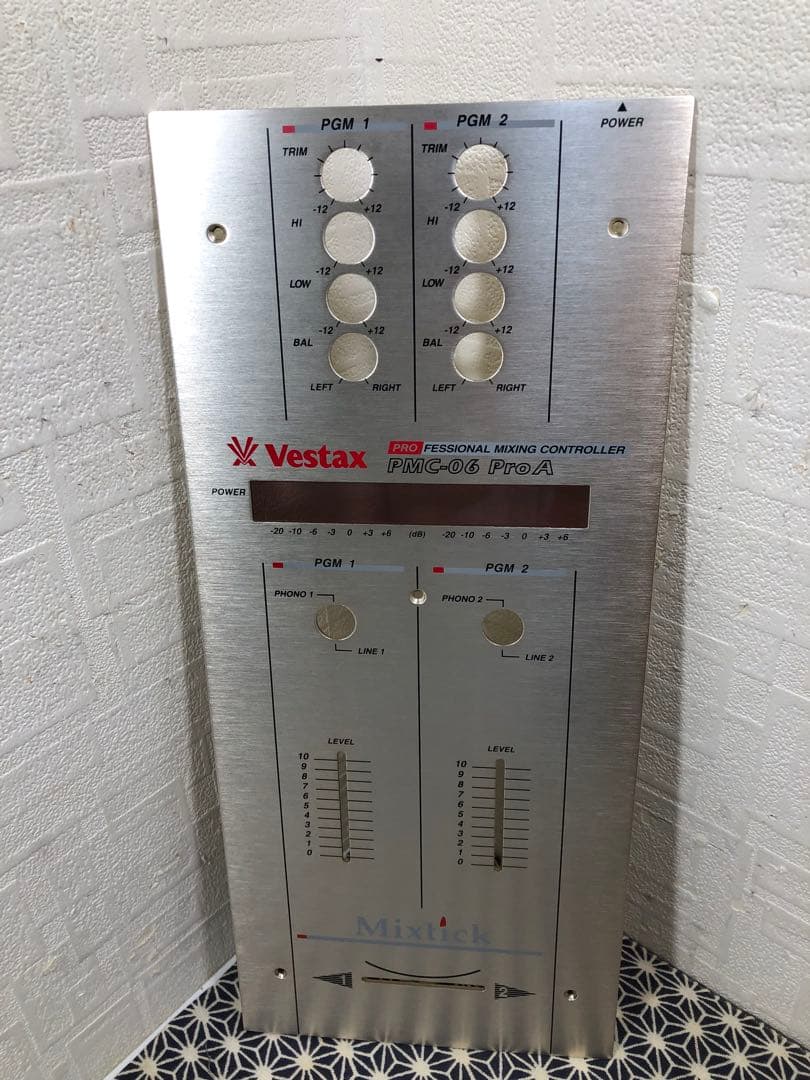 POWER
PGM 1 PGM 2
TRIM TRIM
-12 +12 -12 +12
HI HI
-12 +12 -12 +12
LOW LOW
-12 +12 -12 +12
BAL BAL
LEFT RIGHT LEFT RIGHT
Vestax PROFESSIONAL MIXING CONTROLLER
PMC-06 ProA
POWER
-20 -10 -6 -3 0 +3 +6 (dB) -20 -10 -6 -3 0 +3 +6
PGM 1 PGM 2
PHONO 1 PHONO 2
LINE 1 LINE 2
LEVEL LEVEL
10 10
9 9
8 8
7 7
6 6
5 5
4 4
3 3
2 2
1 1
0 0
Mixstick
1 2